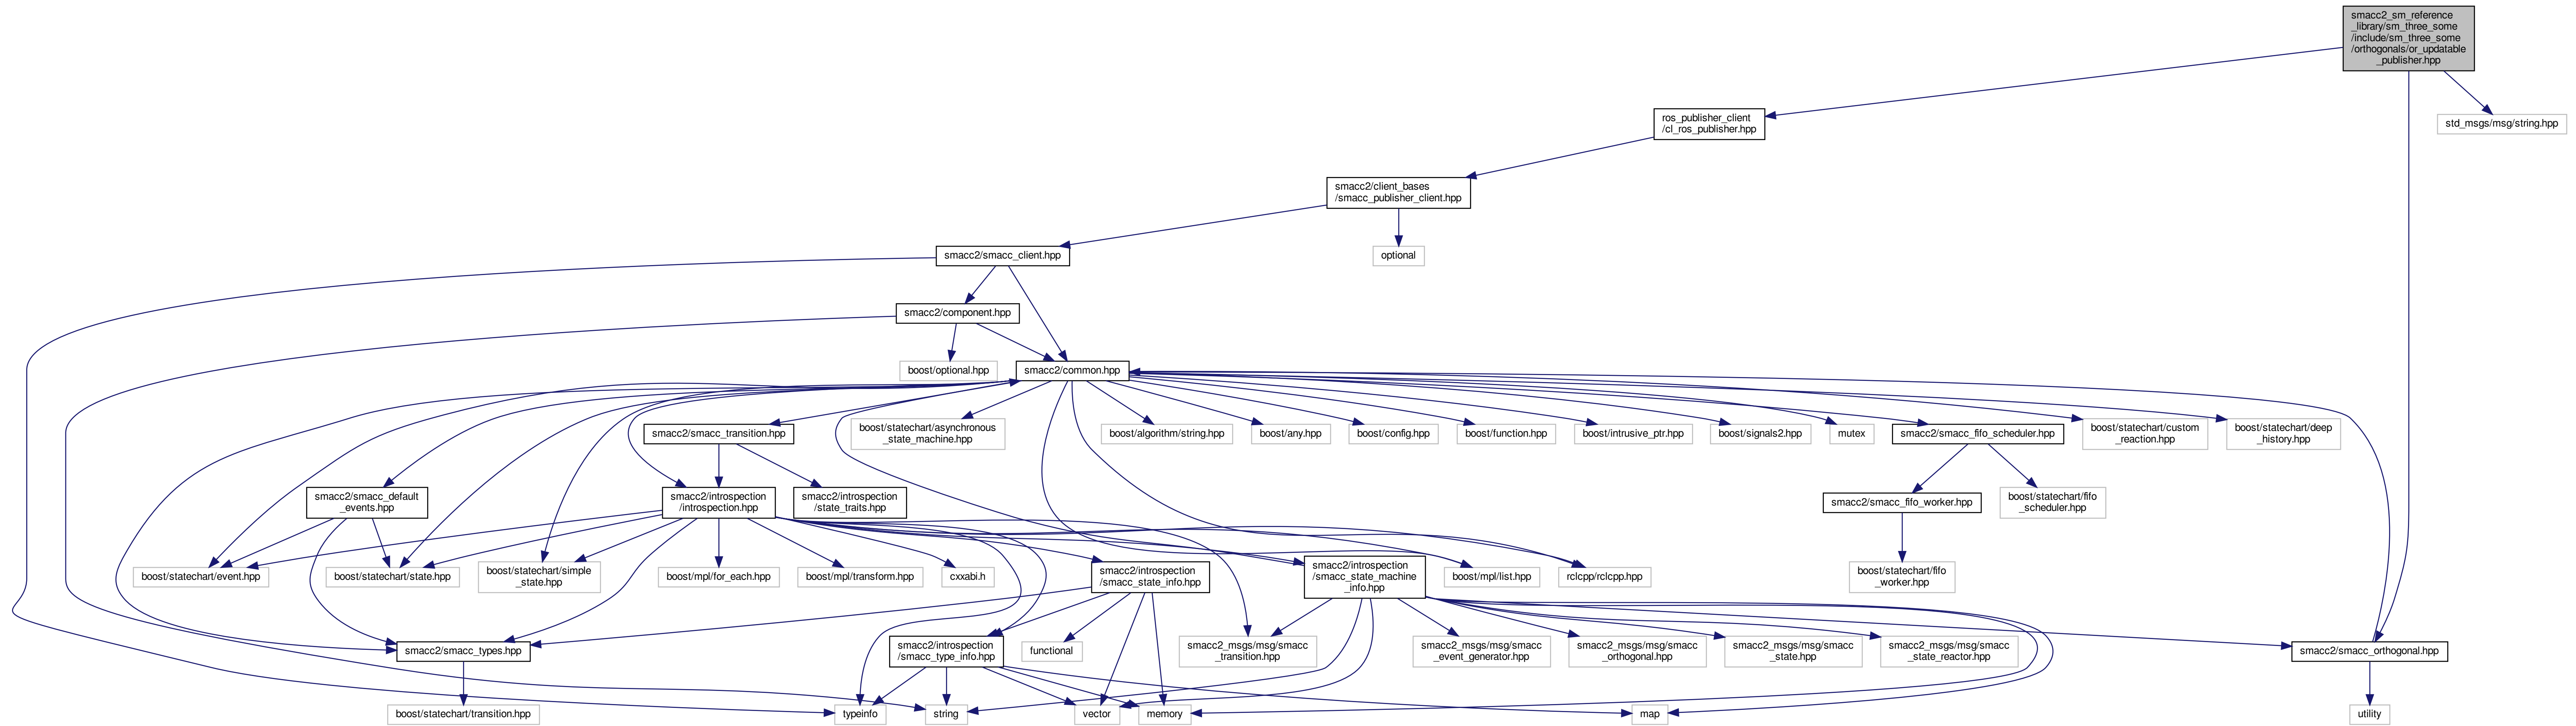 smacc2_sm_reference
_library/sm_three_some
/include/sm_three_some
/orthogonals/or_updatable
_publisher.hpp
ros_publisher_client
/cl_ros_publisher.hpp
std_msgs/msg/string.hpp
smacc2/client_bases
/smacc_publisher_client.hpp
smacc2/smacc_client.hpp
optional
smacc2/component.hpp
boost/optional.hpp
smacc2/common.hpp
smacc2/smacc_transition.hpp
boost/statechart/asynchronous
_state_machine.hpp
boost/algorithm/string.hpp
boost/any.hpp
boost/config.hpp
boost/function.hpp
boost/intrusive_ptr.hpp
boost/signals2.hpp
mutex
smacc2/smacc_fifo_scheduler.hpp
boost/statechart/custom
_reaction.hpp
boost/statechart/deep
_history.hpp
smacc2/smacc_default
_events.hpp
smacc2/introspection
/introspection.hpp
smacc2/introspection
/state_traits.hpp
smacc2/smacc_fifo_worker.hpp
boost/statechart/fifo
_scheduler.hpp
boost/statechart/event.hpp
boost/statechart/state.hpp
boost/statechart/simple
_state.hpp
boost/mpl/for_each.hpp
boost/mpl/transform.hpp
cxxabi.h
smacc2/introspection
/smacc_state_info.hpp
smacc2/introspection
/smacc_state_machine
_info.hpp
boost/mpl/list.hpp
rclcpp/rclcpp.hpp
boost/statechart/fifo
_worker.hpp
smacc2/smacc_types.hpp
smacc2/introspection
/smacc_type_info.hpp
functional
smacc2_msgs/msg/smacc
_transition.hpp
smacc2_msgs/msg/smacc
_event_generator.hpp
smacc2_msgs/msg/smacc
_orthogonal.hpp
smacc2_msgs/msg/smacc
_state.hpp
smacc2_msgs/msg/smacc
_state_reactor.hpp
smacc2/smacc_orthogonal.hpp
boost/statechart/transition.hpp
typeinfo
string
vector
memory
map
utility